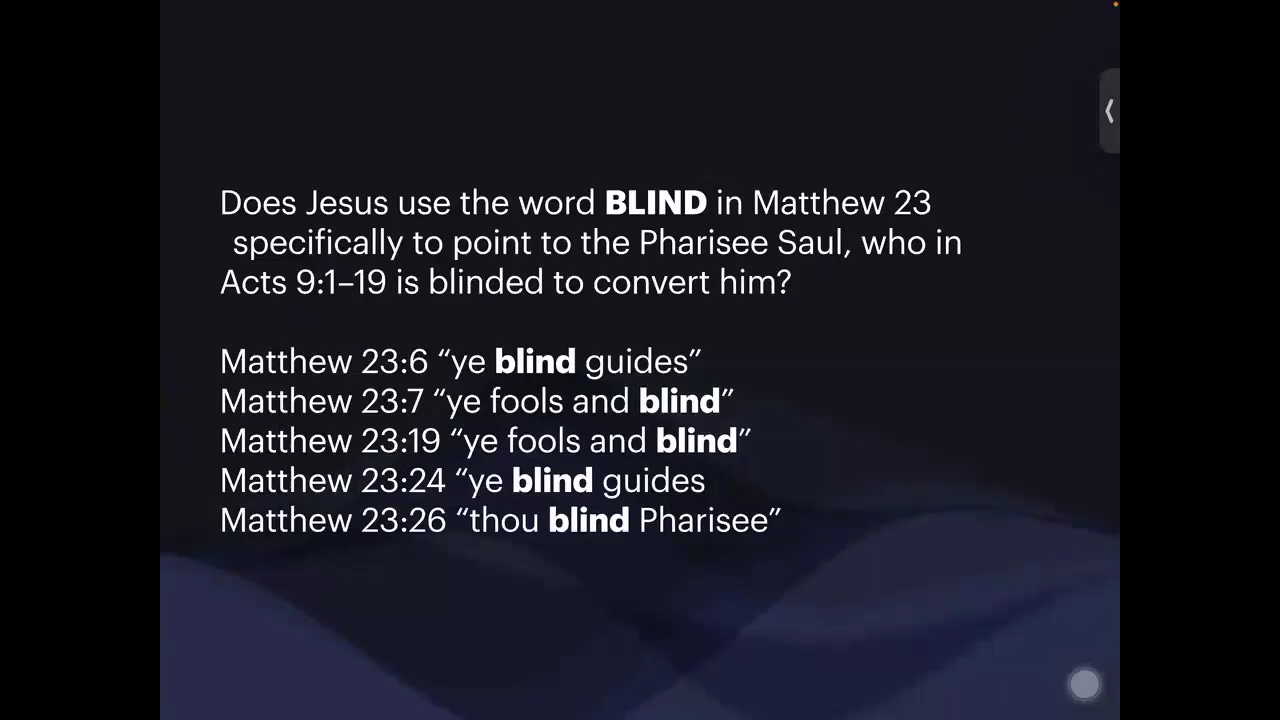 Does Jesus use the word BLIND in Matthew 23
specifically to point to the Pharisee Saul, who in
Acts 9:1–19 is blinded to convert him?
Matthew 23:6 “ye blind guides”
Matthew 23:7 “ye fools and blind”
Matthew 23:19 “ye fools and blind”
Matthew 23:24 “ye blind guides
Matthew 23:26 “thou blind Pharisee”